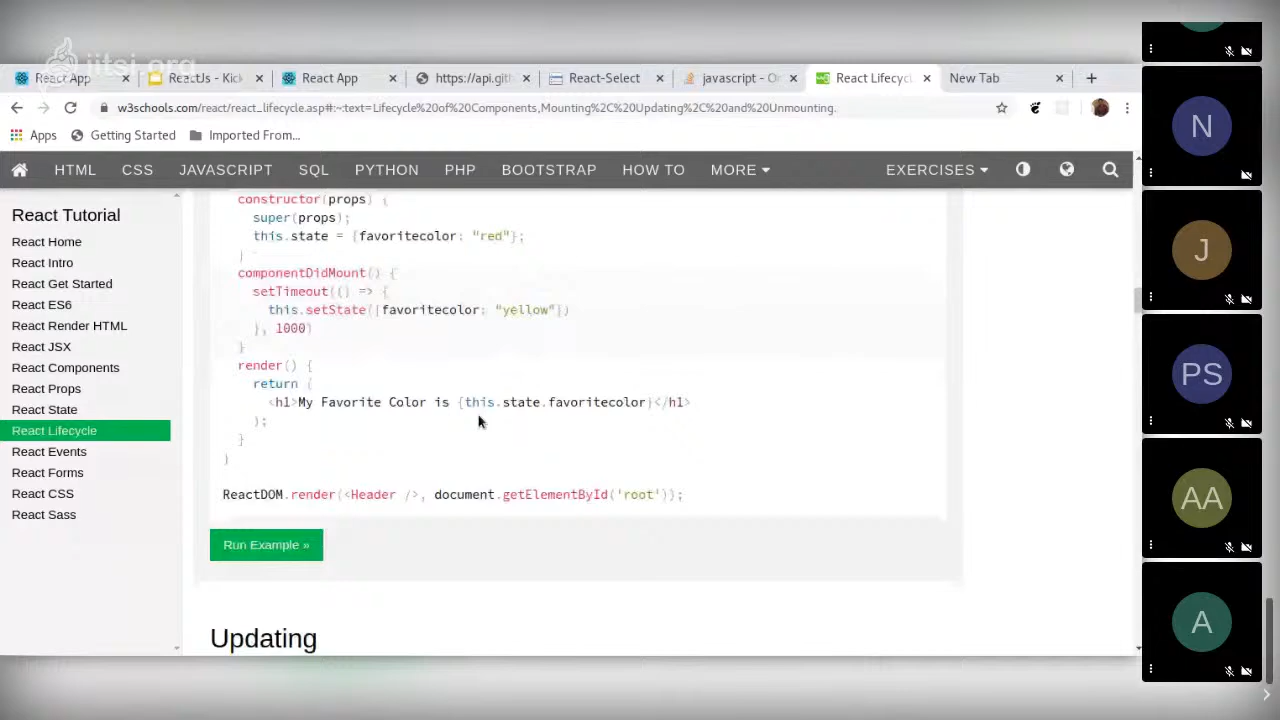 jitsi.org
React App
ReactJs - Kick
React App
https://api.gith
React-Select
javascript - O
React Lifecycl
New Tab
w3schools.com/react/react_lifecycle.asp#:~:text=Lifecycle%20of%20Components,Mounting%2C%20Updating%2C%20and%20Unmounting.
Apps
Getting Started
Imported From...
HTML
CSS
JAVASCRIPT
SQL
PYTHON
PHP
BOOTSTRAP
HOW TO
MORE
EXERCISES
React Tutorial
React Home
React Intro
React Get Started
React ES6
React Render HTML
React JSX
React Components
React Props
React State
React Lifecycle
React Events
React Forms
React CSS
React Sass
constructor(props) {
super(props);
this.state = {favoritecolor: "red"};
}
componentDidMount() {
setTimeout(() => {
this.setState({favoritecolor: "yellow"})
}, 1000)
}
render() {
return (
<h1>My Favorite Color is {this.state.favoritecolor}</h1>
);
}
}
ReactDOM.render(<Header />, document.getElementById('root'));
Run Example »
Updating
N
J
PS
AA
A